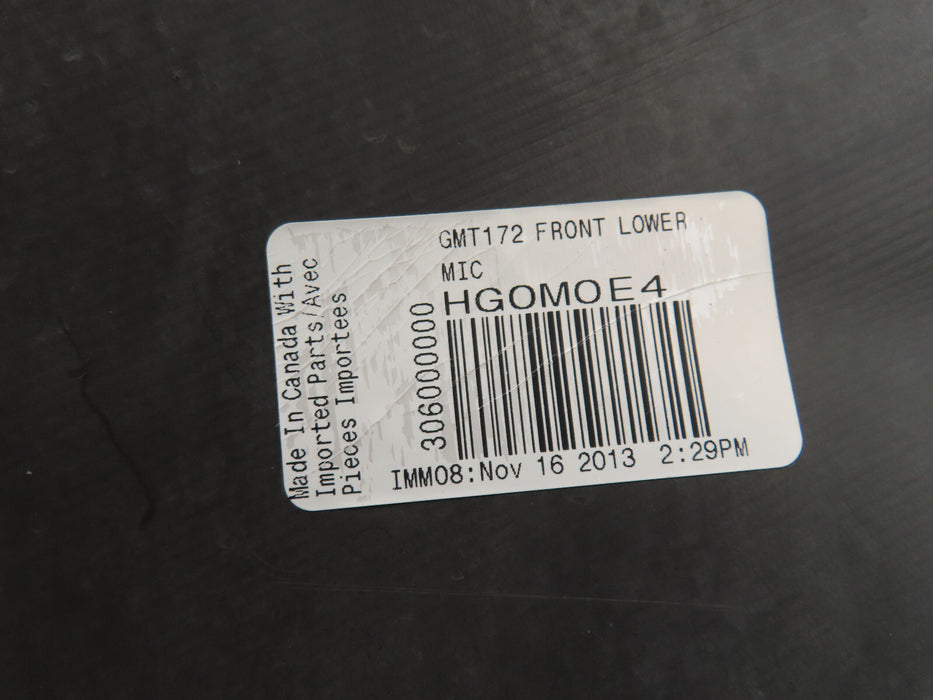 GMT172 FRONT LOWER
MIC
HGOMOE4
306000000
IMM08:Nov 16 2013 2:29PM
Made In Canada With
Imported Parts/Avec
Pieces Importees